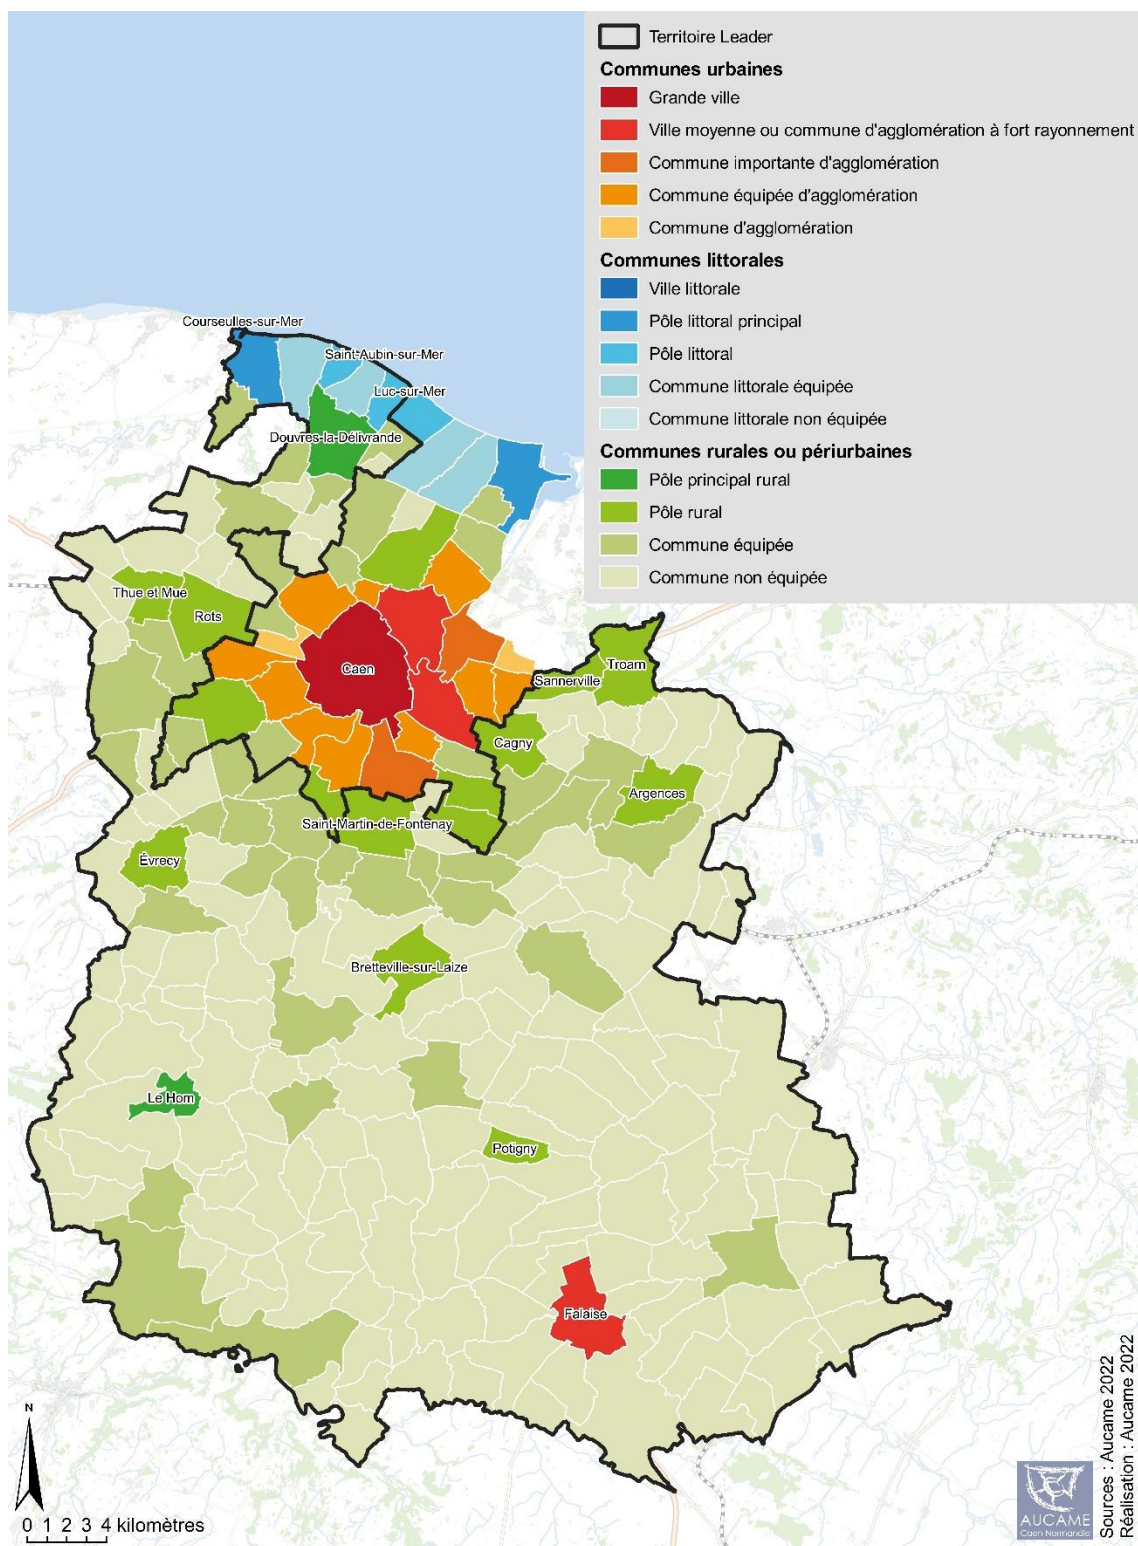 Territoire Leader
Communes urbaines
Grande ville
Ville moyenne ou commune d'agglomération à fort rayonnement
Commune importante d'agglomération
Commune équipée d'agglomération
Commune d'agglomération
Communes littorales
Ville littorale
Pôle littoral principal
Pôle littoral
Commune littorale équipée
Commune littorale non équipée
Communes rurales ou périurbaines
Pôle principal rural
Pôle rural
Commune équipée
Commune non équipée
Courseulles-sur-Mer
Saint-Aubin-sur-Mer
Luc-sur-Mer
Douvres-la-Délivrande
Thue et Mue
Rots
Caen
Troarn
Sannerville
Cagny
Argences
Saint-Martin-de-Fontenay
Évrecy
Bretteville-sur-Laize
Le Hom
Potigny
Falaise
N
0 1 2 3 4 kilomètres
AUCAME
Caen Normandie
Sources : Aucame 2022
Réalisation : Aucame 2022